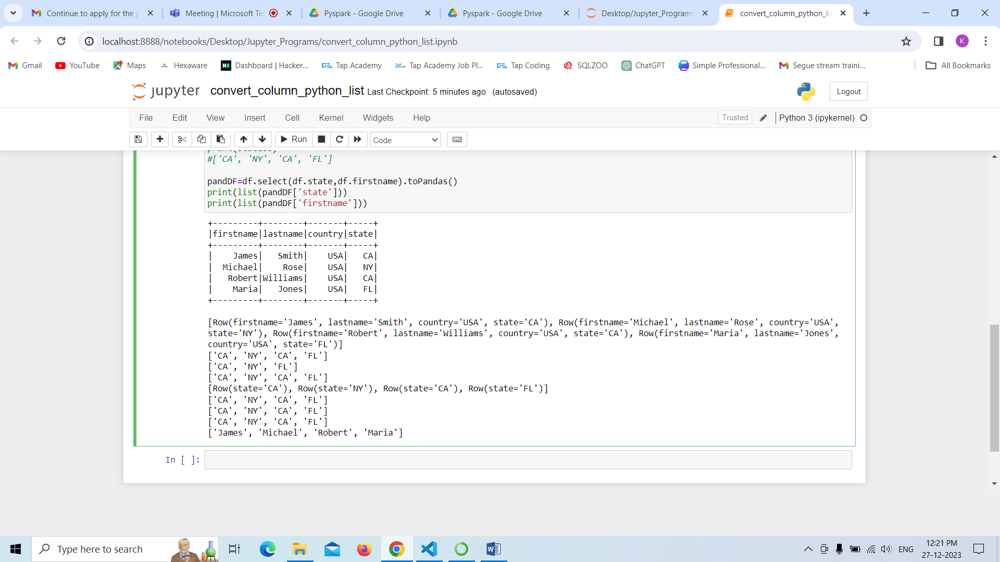 Continue to apply for the j
Meeting | Microsoft Te
Pyspark - Google Drive
Pyspark - Google Drive
Desktop/Jupyter_Programs
convert_column_python_lis
localhost:8888/notebooks/Desktop/Jupyter_Programs/convert_column_python_list.ipynb
K
Gmail
YouTube
Maps
Hexaware
Dashboard | Hacker...
Tap Academy
Tap Academy Job Pl...
Tap Coding
SQLZOO
ChatGPT
Simple Professional...
Segue stream traini...
All Bookmarks
jupyter convert_column_python_list Last Checkpoint: 5 minutes ago (autosaved)
Logout
File Edit View Insert Cell Kernel Widgets Help
Trusted
Python 3 (ipykernel)
Run
Code
#['CA', 'NY', 'CA', 'FL']
pandDF=df.select(df.state,df.firstname).toPandas()
print(list(pandDF['state']))
print(list(pandDF['firstname']))
+---------+--------+-------+-----+
|firstname|lastname|country|state|
+---------+--------+-------+-----+
|    James|   Smith|    USA|   CA|
|  Michael|    Rose|    USA|   NY|
|   Robert|Williams|    USA|   CA|
|    Maria|   Jones|    USA|   FL|
+---------+--------+-------+-----+
[Row(firstname='James', lastname='Smith', country='USA', state='CA'), Row(firstname='Michael', lastname='Rose', country='USA',
state='NY'), Row(firstname='Robert', lastname='Williams', country='USA', state='CA'), Row(firstname='Maria', lastname='Jones',
country='USA', state='FL')]
['CA', 'NY', 'CA', 'FL']
['CA', 'NY', 'FL']
['CA', 'NY', 'CA', 'FL']
[Row(state='CA'), Row(state='NY'), Row(state='CA'), Row(state='FL')]
['CA', 'NY', 'CA', 'FL']
['CA', 'NY', 'CA', 'FL']
['CA', 'NY', 'CA', 'FL']
['James', 'Michael', 'Robert', 'Maria']
In [ ]:
Type here to search
ENG
12:21 PM
27-12-2023